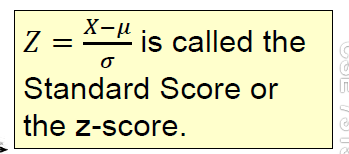 Z = X−μ/σ is called the
Standard Score or
the z-score.